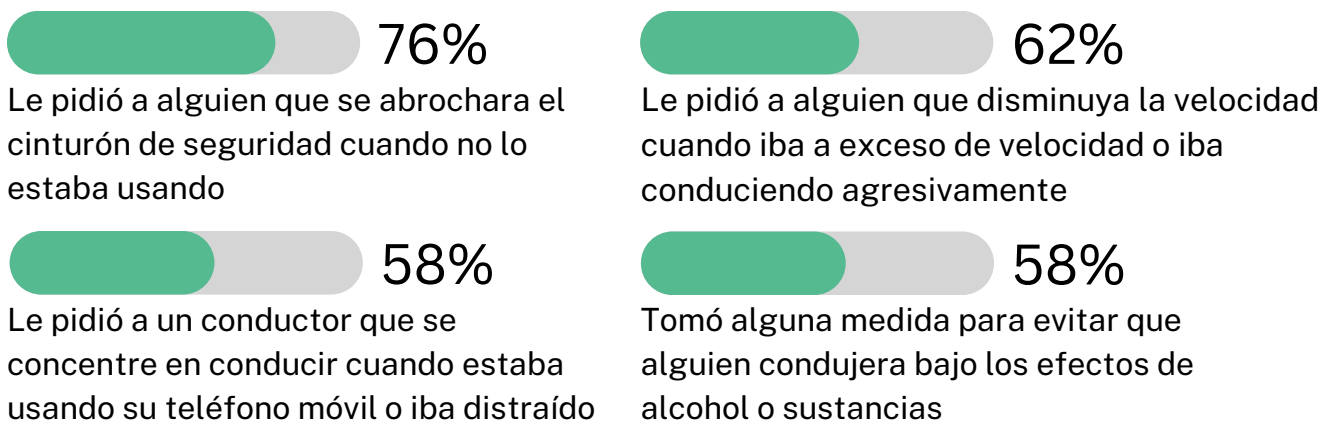 76%
Le pidió a alguien que se abrochara el
cinturón de seguridad cuando no lo
estaba usando
62%
Le pidió a alguien que disminuya la velocidad
cuando iba a exceso de velocidad o iba
conduciendo agresivamente
58%
Le pidió a un conductor que se
concentre en conducir cuando estaba
usando su teléfono móvil o iba distraído
58%
Tomó alguna medida para evitar que
alguien condujera bajo los efectos de
alcohol o sustancias